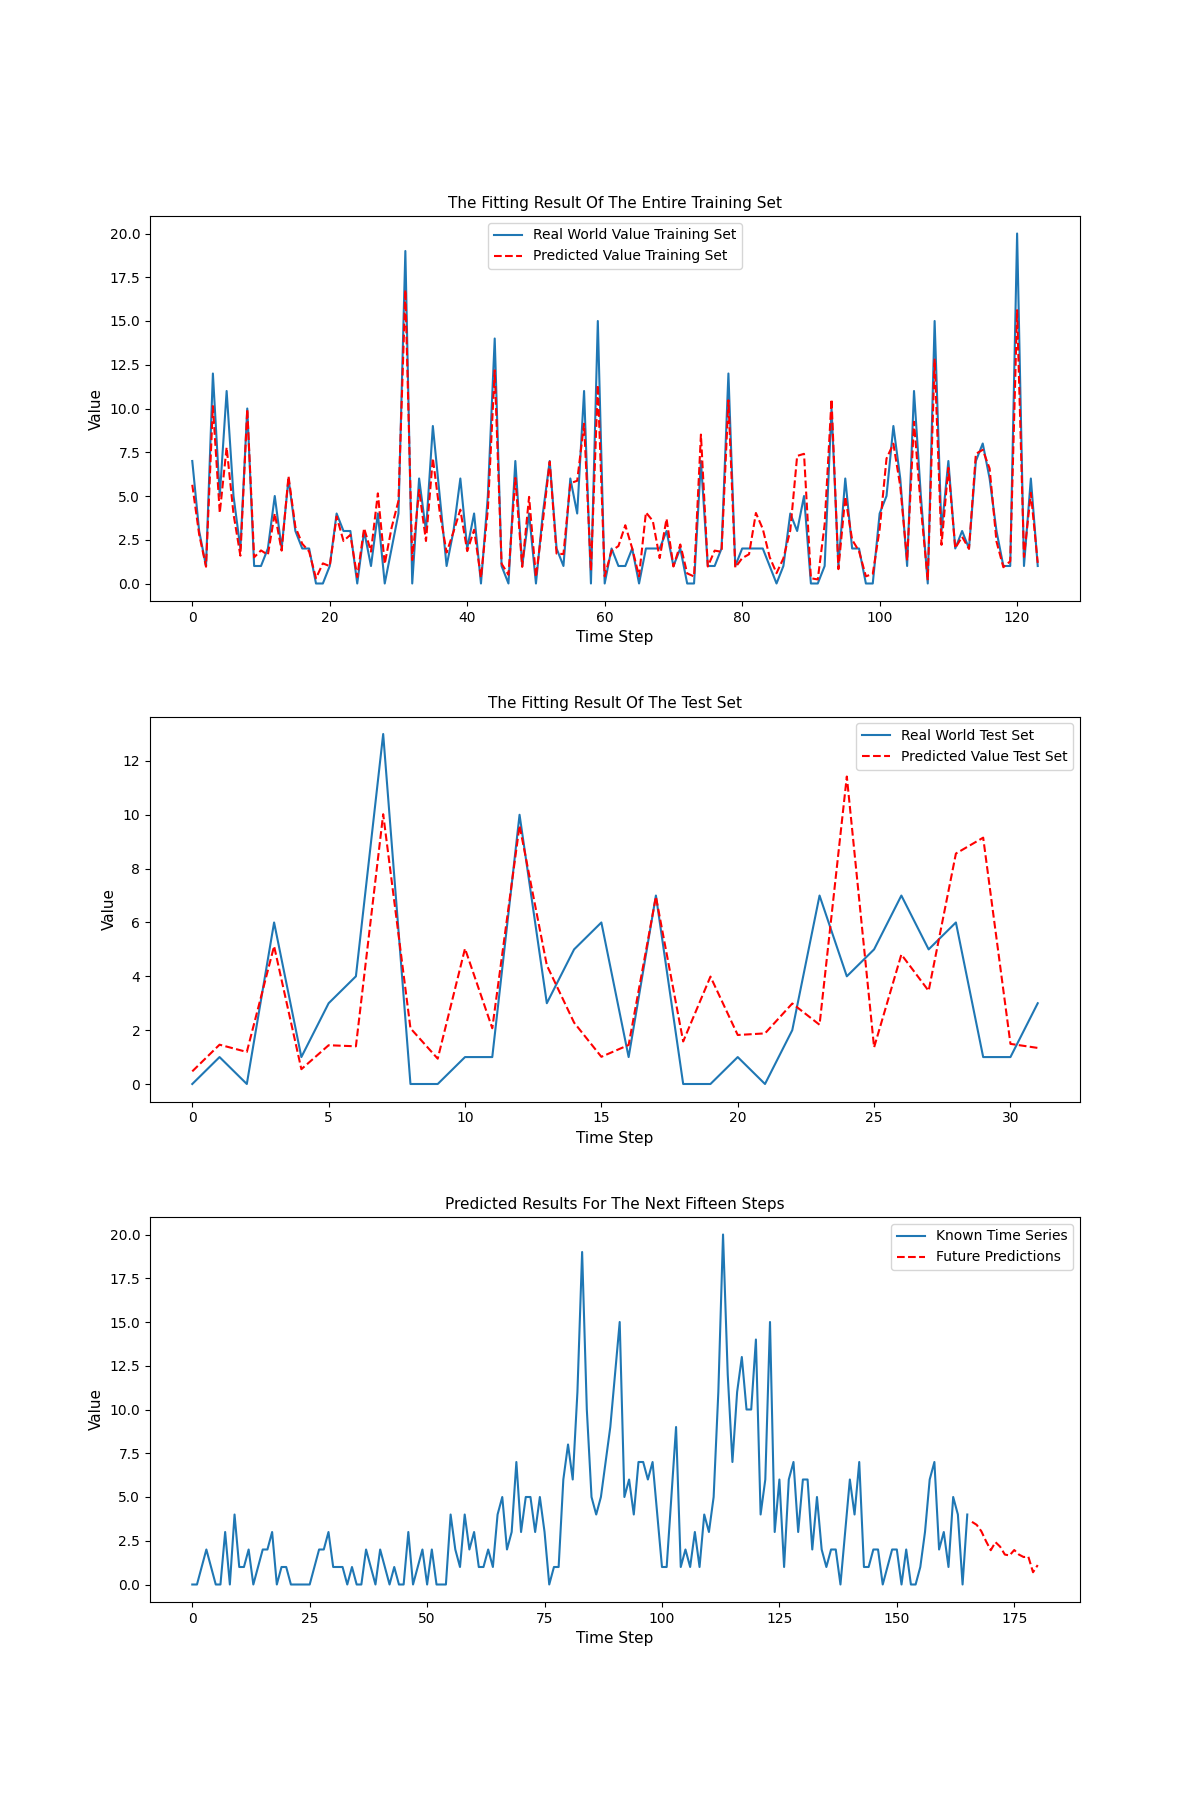 The Fitting Result Of The Entire Training Set
Real World Value Training Set
Predicted Value Training Set
Value
20.0
17.5
15.0
12.5
10.0
7.5
5.0
2.5
0.0
0 20 40 60 80 100 120
Time Step
The Fitting Result Of The Test Set
Real World Test Set
Predicted Value Test Set
Value
12
10
8
6
4
2
0
0 5 10 15 20 25 30
Time Step
Predicted Results For The Next Fifteen Steps
Known Time Series
Future Predictions
Value
20.0
17.5
15.0
12.5
10.0
7.5
5.0
2.5
0.0
0 25 50 75 100 125 150 175
Time Step